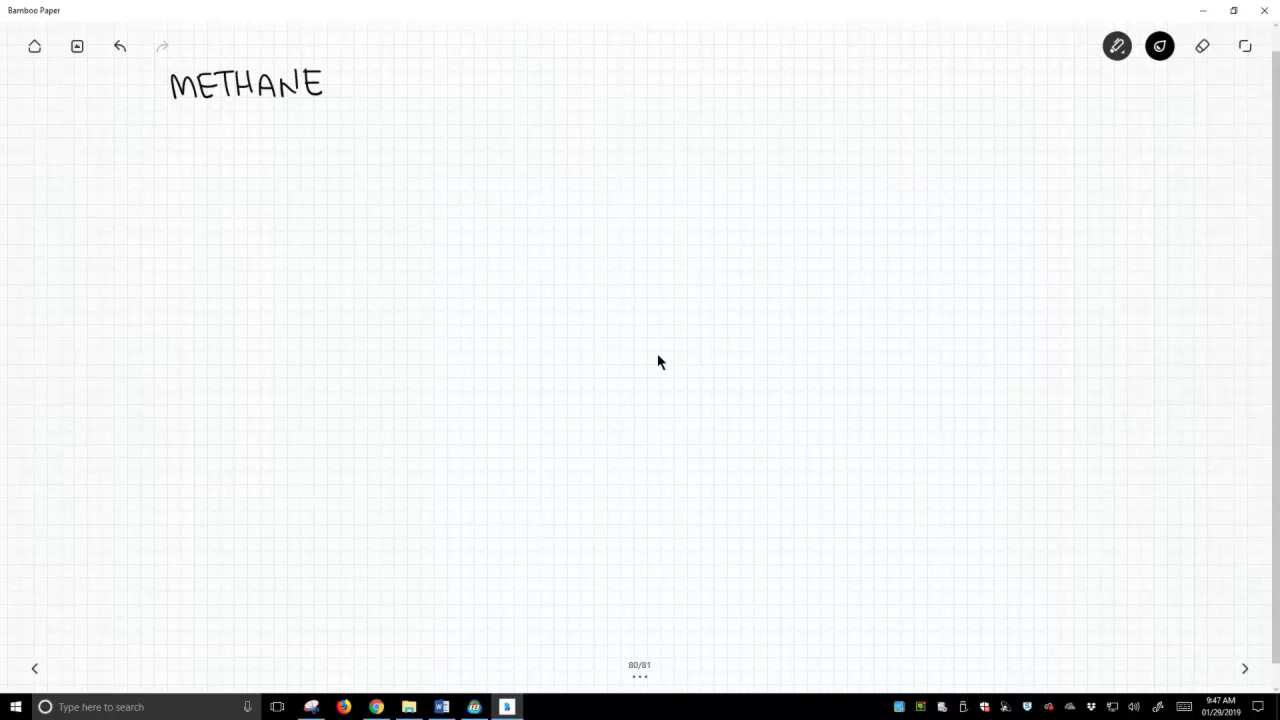 Bamboo Paper
METHANE
80/81
Type here to search
9:47 AM
01/29/2019